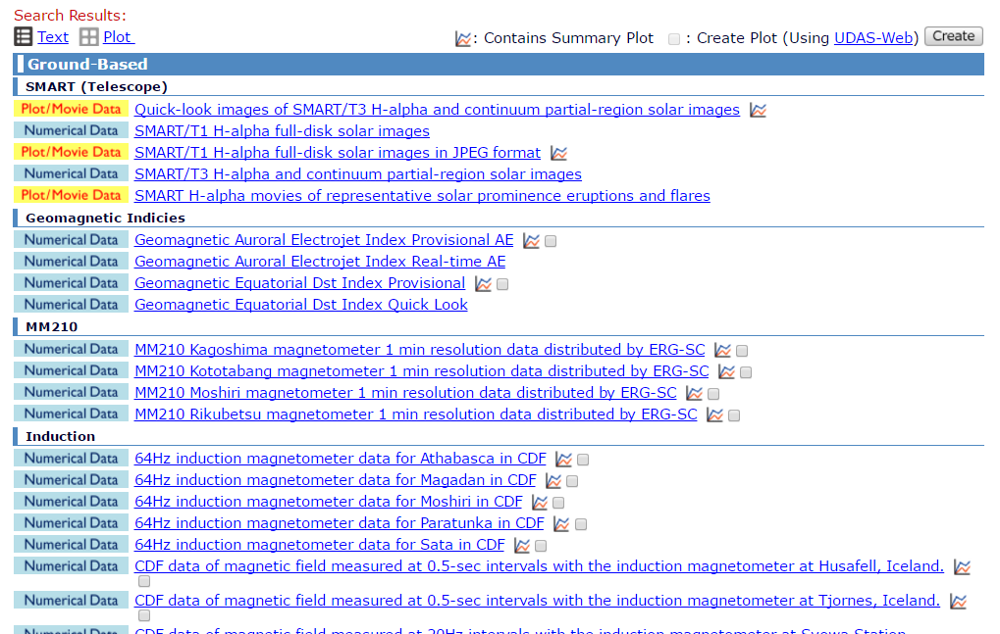 Search Results:
Text Plot : Contains Summary Plot : Create Plot (Using UDAS-Web) Create
Ground-Based
SMART (Telescope)
Plot/Movie Data Quick-look images of SMART/T3 H-alpha and continuum partial-region solar images
Numerical Data SMART/T1 H-alpha full-disk solar images
Plot/Movie Data SMART/T1 H-alpha full-disk solar images in JPEG format
Numerical Data SMART/T3 H-alpha and continuum partial-region solar images
Plot/Movie Data SMART H-alpha movies of representative solar prominence eruptions and flares
Geomagnetic Indicies
Numerical Data Geomagnetic Auroral Electrojet Index Provisional AE
Numerical Data Geomagnetic Auroral Electrojet Index Real-time AE
Numerical Data Geomagnetic Equatorial Dst Index Provisional
Numerical Data Geomagnetic Equatorial Dst Index Quick Look
MM210
Numerical Data MM210 Kagoshima magnetometer 1 min resolution data distributed by ERG-SC
Numerical Data MM210 Kototabang magnetometer 1 min resolution data distributed by ERG-SC
Numerical Data MM210 Moshiri magnetometer 1 min resolution data distributed by ERG-SC
Numerical Data MM210 Rikubetsu magnetometer 1 min resolution data distributed by ERG-SC
Induction
Numerical Data 64Hz induction magnetometer data for Athabasca in CDF
Numerical Data 64Hz induction magnetometer data for Magadan in CDF
Numerical Data 64Hz induction magnetometer data for Moshiri in CDF
Numerical Data 64Hz induction magnetometer data for Paratunka in CDF
Numerical Data 64Hz induction magnetometer data for Sata in CDF
Numerical Data CDF data of magnetic field measured at 0.5-sec intervals with the induction magnetometer at Husafell, Iceland.
Numerical Data CDF data of magnetic field measured at 0.5-sec intervals with the induction magnetometer at Tjornes, Iceland.
Numerical Data CDF data of magnetic field measured at 20Hz intervals with the induction magnetometer at Syowa Station